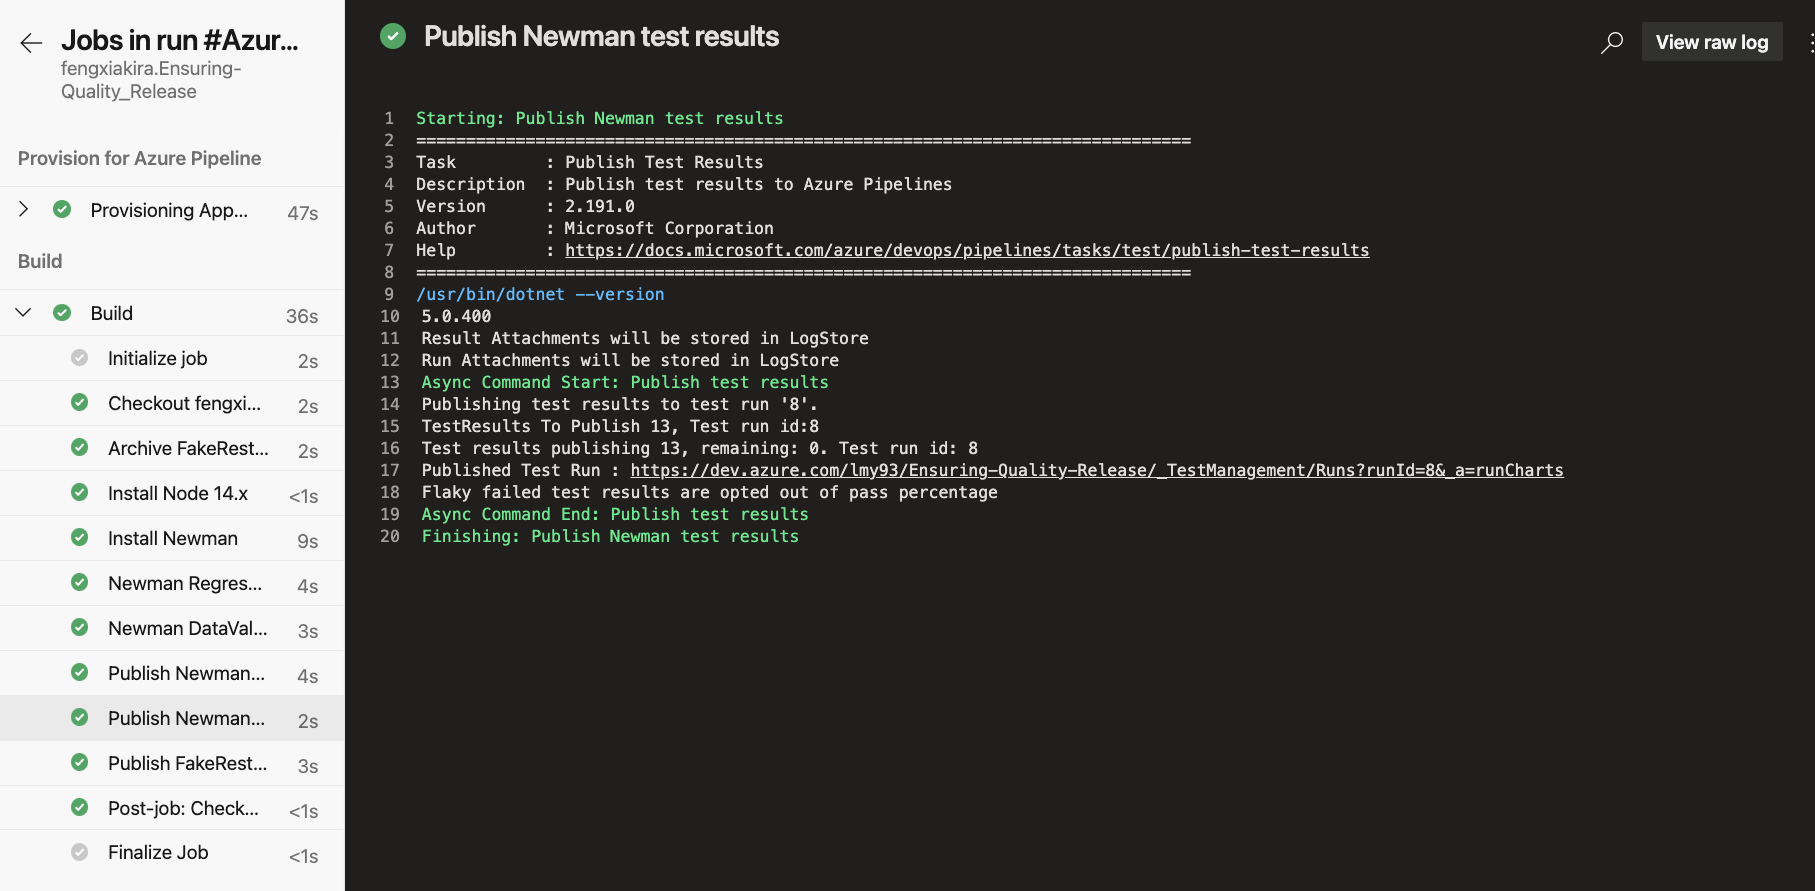 Jobs in run #Azur...
fengxiakira.Ensuring-
Quality_Release
Provision for Azure Pipeline
Provisioning App... 47s
Build
Build 36s
Initialize job 2s
Checkout fengxi... 2s
Archive FakeRest... 2s
Install Node 14.x <1s
Install Newman 9s
Newman Regres... 4s
Newman DataVal... 3s
Publish Newman... 4s
Publish Newman... 2s
Publish FakeRest... 3s
Post-job: Check... <1s
Finalize Job <1s
Publish Newman test results
View raw log
1 Starting: Publish Newman test results
2 ==============================================================================
3 Task         : Publish Test Results
4 Description  : Publish test results to Azure Pipelines
5 Version      : 2.191.0
6 Author       : Microsoft Corporation
7 Help         : https://docs.microsoft.com/azure/devops/pipelines/tasks/test/publish-test-results
8 ==============================================================================
9 /usr/bin/dotnet --version
10 5.0.400
11 Result Attachments will be stored in LogStore
12 Run Attachments will be stored in LogStore
13 Async Command Start: Publish test results
14 Publishing test results to test run '8'.
15 TestResults To Publish 13, Test run id:8
16 Test results publishing 13, remaining: 0. Test run id: 8
17 Published Test Run : https://dev.azure.com/lmy93/Ensuring-Quality-Release/_TestManagement/Runs?runId=8&_a=runCharts
18 Flaky failed test results are opted out of pass percentage
19 Async Command End: Publish test results
20 Finishing: Publish Newman test results